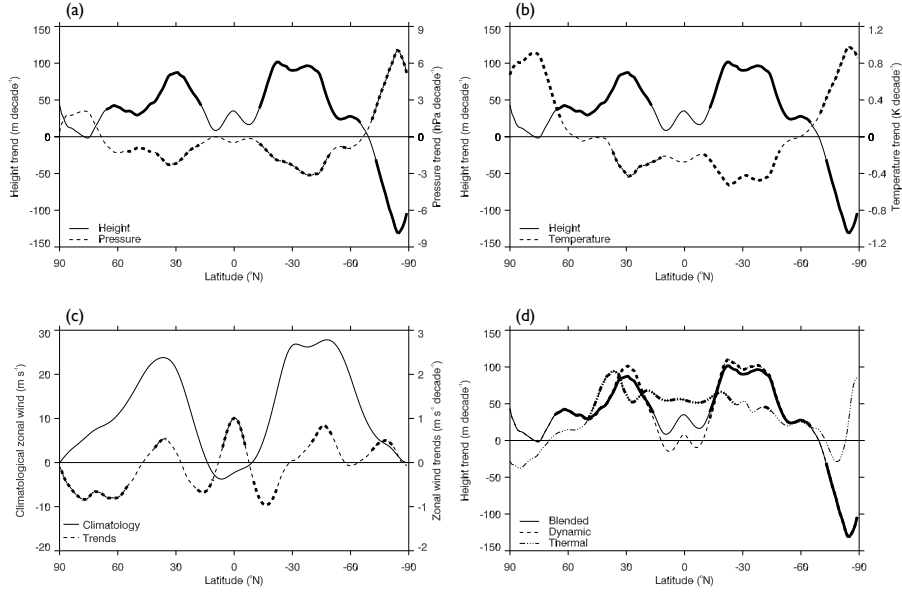 (a)
150
100
50
0
-50
-100
-150
9
6
3
0
-3
-6
-9
Height trend (m decade⁻¹)
Pressure trend (hPa decade⁻¹)
Height
Pressure
90 60 30 0 -30 -60 -90
Latitude (°N)
(b)
150
100
50
0
-50
-100
-150
1.2
0.8
0.4
0
-0.4
-0.8
-1.2
Height trend (m decade⁻¹)
Temperature trend (K decade⁻¹)
Height
Temperature
90 60 30 0 -30 -60 -90
Latitude (°N)
(c)
30
20
10
0
-10
-20
3
2
1
0
-1
-2
Climatological zonal wind (m s⁻¹)
Zonal wind trends (m s⁻¹ decade⁻¹)
Climatology
Trends
90 60 30 0 -30 -60 -90
Latitude (°N)
(d)
150
100
50
0
-50
-100
-150
Height trend (m decade⁻¹)
Blended
Dynamic
Thermal
90 60 30 0 -30 -60 -90
Latitude (°N)